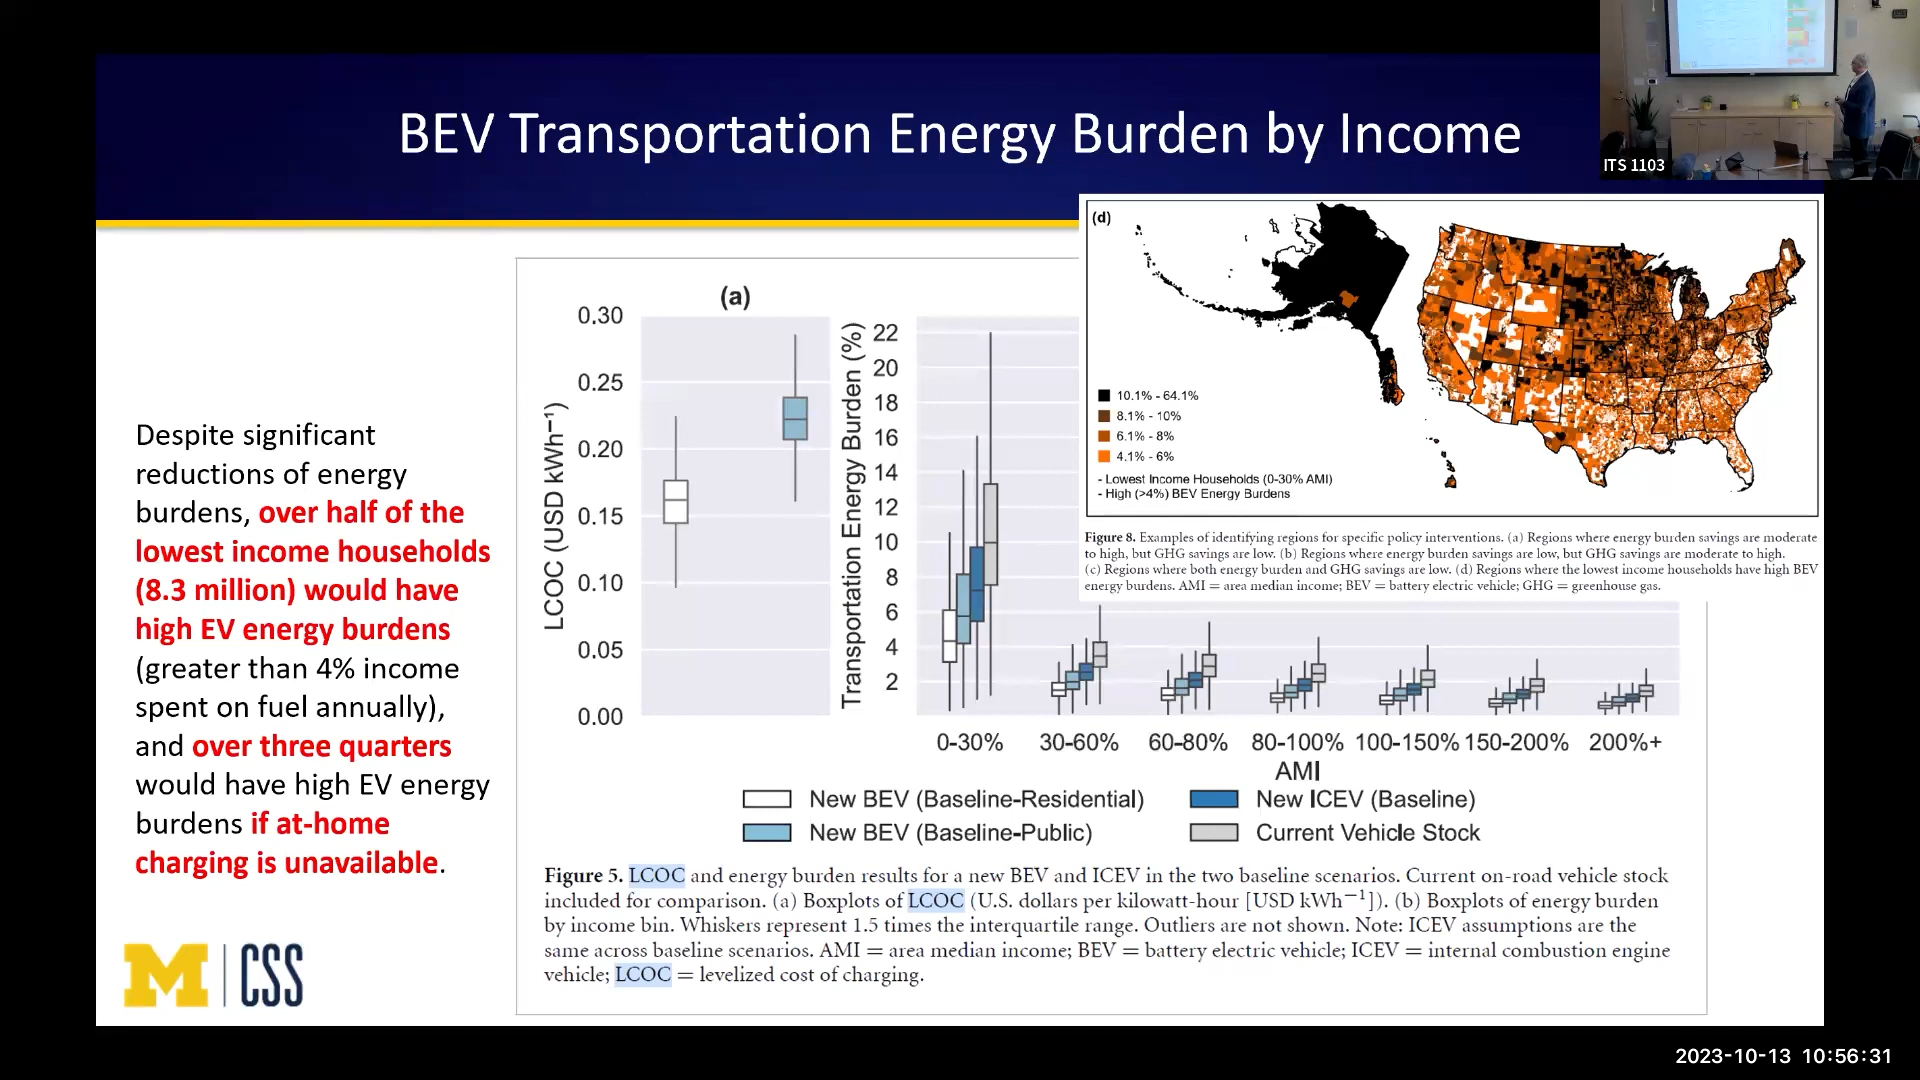 BEV Transportation Energy Burden by Income
ITS 1103
Despite significant
reductions of energy
burdens, over half of the
lowest income households
(8.3 million) would have
high EV energy burdens
(greater than 4% income
spent on fuel annually),
and over three quarters
would have high EV energy
burdens if at-home
charging is unavailable.
M | CSS
(a)
LCOC (USD kWh⁻¹)
0.30
0.25
0.20
0.15
0.10
0.05
0.00
Transportation Energy Burden (%)
22
20
18
16
14
12
10
8
6
4
2
0-30% 30-60% 60-80% 80-100% 100-150% 150-200% 200%+
AMI
New BEV (Baseline-Residential) New ICEV (Baseline)
New BEV (Baseline-Public) Current Vehicle Stock
Figure 5. LCOC and energy burden results for a new BEV and ICEV in the two baseline scenarios. Current on-road vehicle stock
included for comparison. (a) Boxplots of LCOC (U.S. dollars per kilowatt-hour [USD kWh⁻¹]). (b) Boxplots of energy burden
by income bin. Whiskers represent 1.5 times the interquartile range. Outliers are not shown. Note: ICEV assumptions are the
same across baseline scenarios. AMI = area median income; BEV = battery electric vehicle; ICEV = internal combustion engine
vehicle; LCOC = levelized cost of charging.
(d)
10.1% - 64.1%
8.1% - 10%
6.1% - 8%
4.1% - 6%
- Lowest Income Households (0-30% AMI)
- High (>4%) BEV Energy Burdens
Figure 8. Examples of identifying regions for specific policy interventions. (a) Regions where energy burden savings are moderate
to high, but GHG savings are low. (b) Regions where energy burden savings are low, but GHG savings are moderate to high.
(c) Regions where both energy burden and GHG savings are low. (d) Regions where the lowest income households have high BEV
energy burdens. AMI = area median income; BEV = battery electric vehicle; GHG = greenhouse gas.
2023-10-13 10:56:31